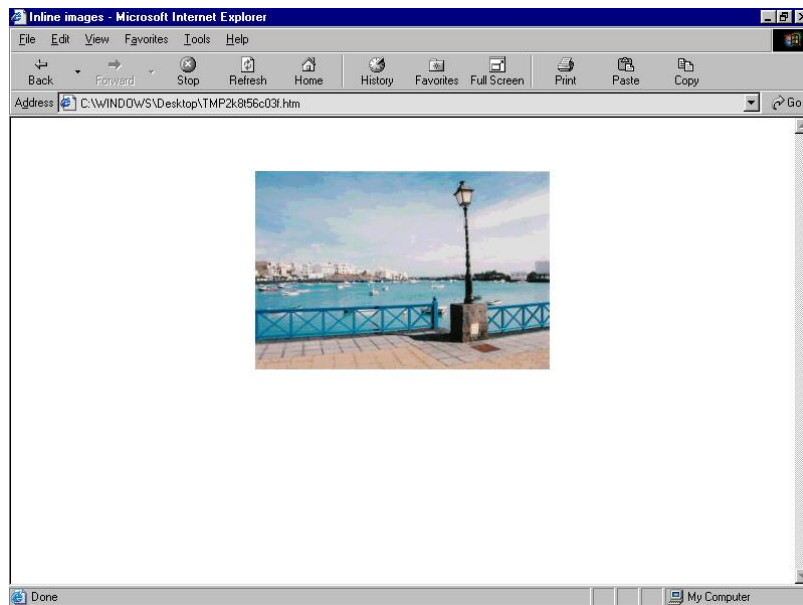 Inline images - Microsoft Internet Explorer
File Edit View Favorites Tools Help
Back Forward Stop Refresh Home History Favorites Full Screen Print Paste Copy
Address C:\WINDOWS\Desktop\TMP2k8t56c03f.htm Go
Done My Computer